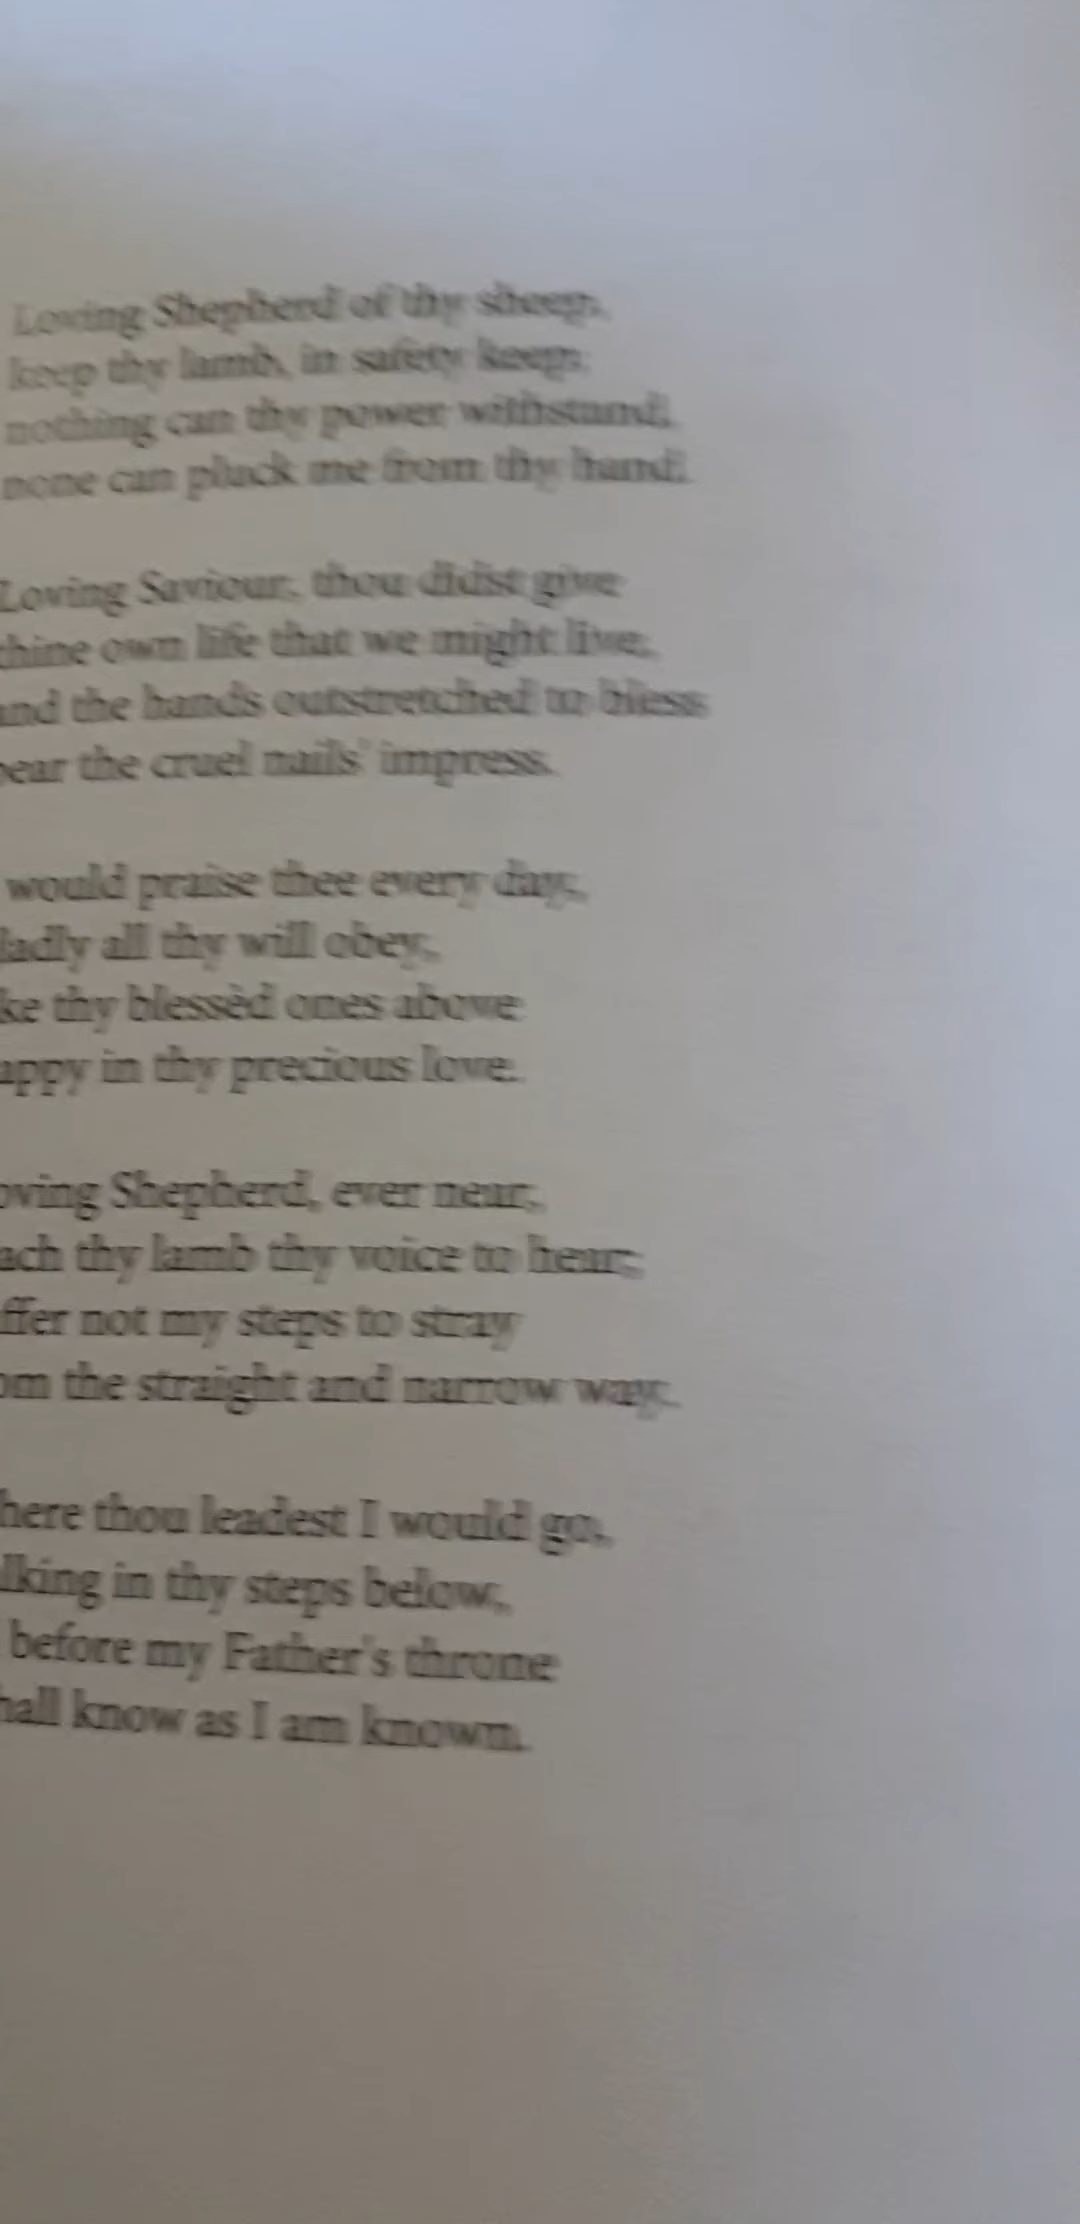 Loving Shepherd of thy sheep,
keep thy lamb, in safety keep;
nothing can thy power withstand,
none can pluck me from thy hand.

Loving Saviour, thou didst give
thine own life that we might live,
and the hands outstretched to bless
bear the cruel nails' impress.

would praise thee every day,
ladly all thy will obey,
ke thy blessèd ones above
appy in thy precious love.

oving Shepherd, ever near,
ach thy lamb thy voice to hear;
ffer not my steps to stray
om the straight and narrow way.

here thou leadest I would go,
lking in thy steps below,
before my Father's throne
hall know as I am known.